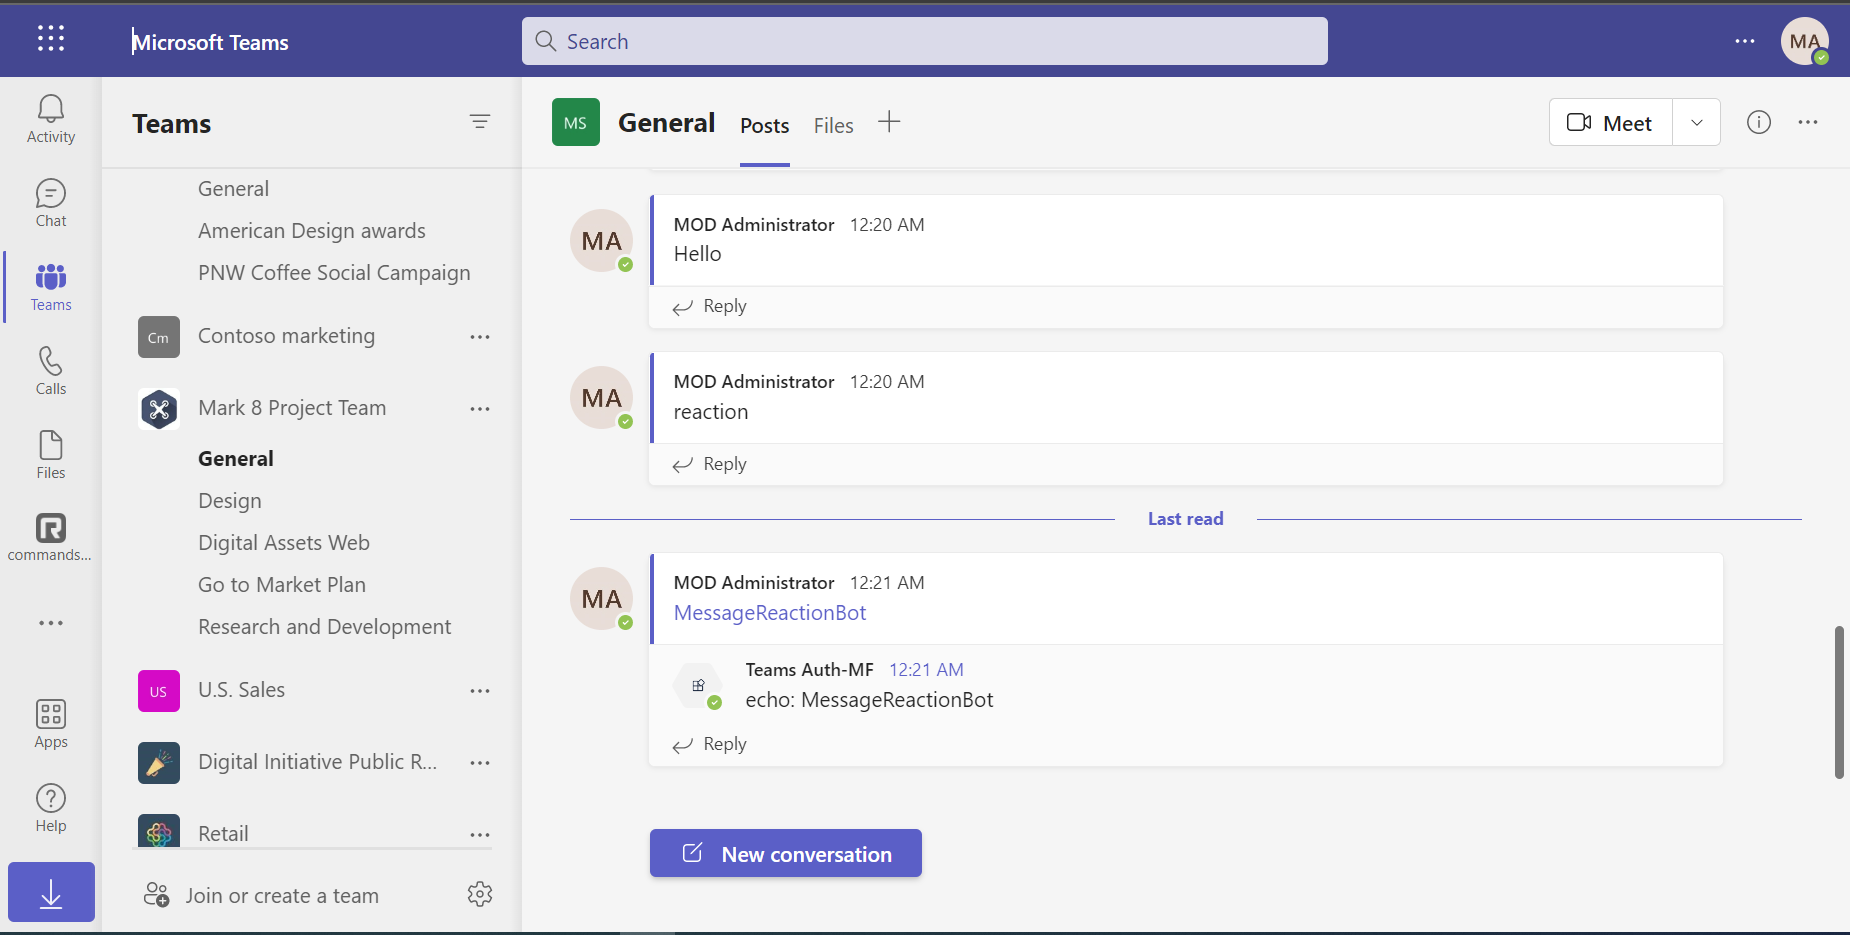 Microsoft Teams
Search
MA
Activity
Chat
Teams
Calls
Files
commands...
Apps
Help
Teams
General
American Design awards
PNW Coffee Social Campaign
Cm Contoso marketing
Mark 8 Project Team
General
Design
Digital Assets Web
Go to Market Plan
Research and Development
US U.S. Sales
Digital Initiative Public R...
Retail
Join or create a team
MS General Posts Files
Meet
MA
MOD Administrator 12:20 AM
Hello
Reply
MA
MOD Administrator 12:20 AM
reaction
Reply
Last read
MA
MOD Administrator 12:21 AM
MessageReactionBot
Teams Auth-MF 12:21 AM
echo: MessageReactionBot
Reply
New conversation